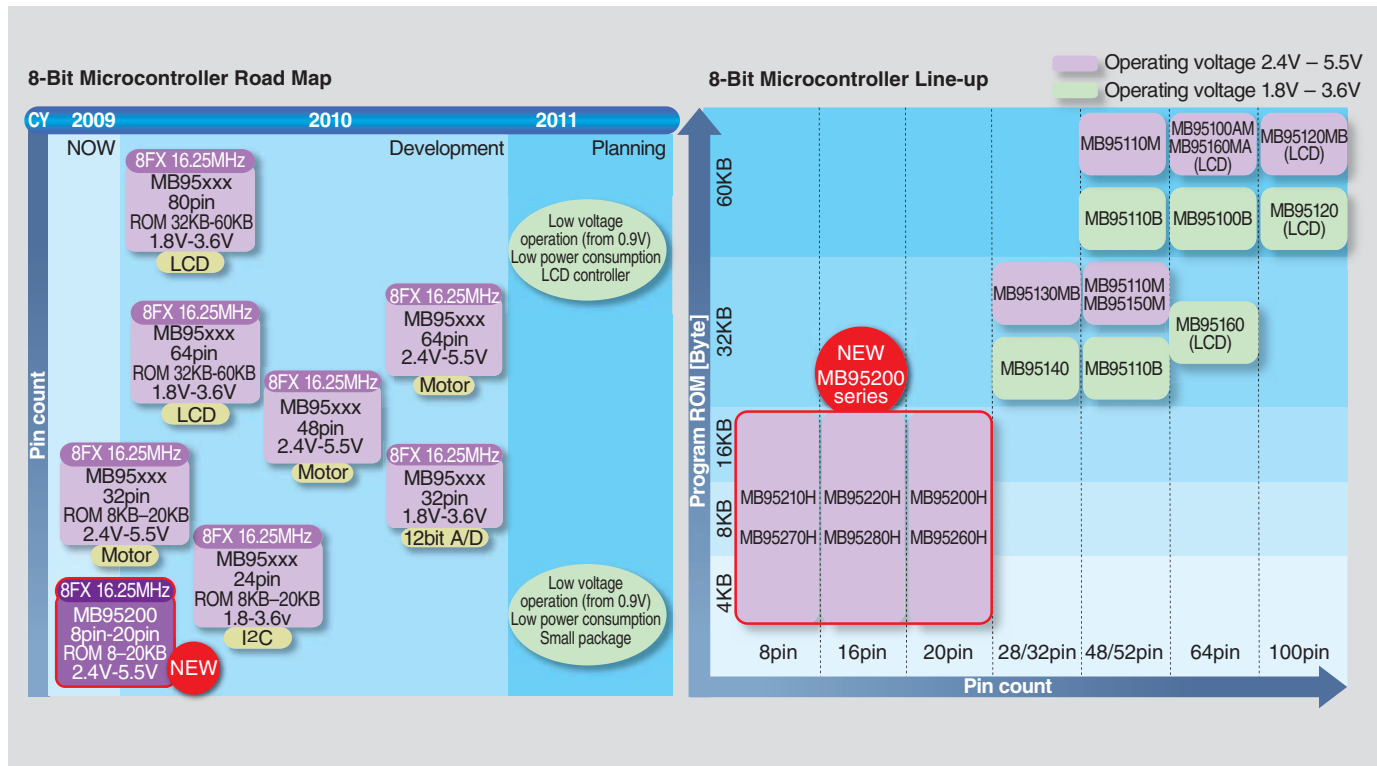 8-Bit Microcontroller Road Map
CY 2009 2010 2011
NOW Development Planning
Pin count
8FX 16.25MHz
MB95xxx
80pin
ROM 32KB-60KB
1.8V-3.6V
LCD
8FX 16.25MHz
MB95xxx
64pin
ROM 32KB-60KB
1.8V-3.6V
LCD
8FX 16.25MHz
MB95xxx
32pin
ROM 8KB–20KB
2.4V-5.5V
Motor
8FX 16.25MHz
MB95200
8pin-20pin
ROM 8–20KB
2.4V-5.5V
NEW
8FX 16.25MHz
MB95xxx
24pin
ROM 8KB–20KB
1.8-3.6v
I2C
8FX 16.25MHz
MB95xxx
48pin
2.4V-5.5V
Motor
8FX 16.25MHz
MB95xxx
64pin
2.4V-5.5V
Motor
8FX 16.25MHz
MB95xxx
32pin
1.8V-3.6V
12bit A/D
Low voltage
operation (from 0.9V)
Low power consumption
LCD controller
Low voltage
operation (from 0.9V)
Low power consumption
Small package
8-Bit Microcontroller Line-up
Operating voltage 2.4V – 5.5V
Operating voltage 1.8V – 3.6V
Program ROM [Byte]
60KB
32KB
16KB
8KB
4KB
MB95110M
MB95100AM
MB95160MA
(LCD)
MB95120MB
(LCD)
MB95110B
MB95100B
MB95120
(LCD)
MB95130MB
MB95110M
MB95150M
MB95160
(LCD)
MB95140
MB95110B
NEW
MB95200
series
MB95210H MB95220H MB95200H
MB95270H MB95280H MB95260H
8pin 16pin 20pin 28/32pin 48/52pin 64pin 100pin
Pin count